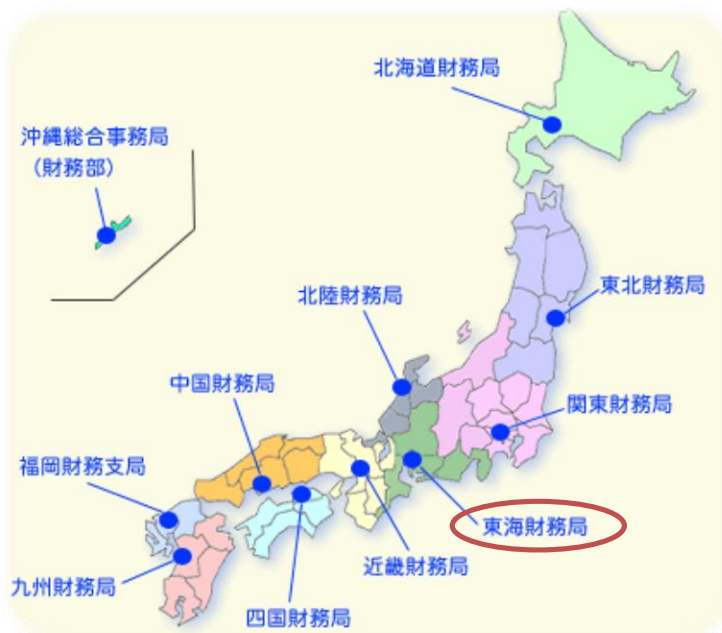 北海道財務局
沖縄総合事務局
（財務部）
東北財務局
北陸財務局
中国財務局
関東財務局
福岡財務支局
東海財務局
近畿財務局
九州財務局
四国財務局